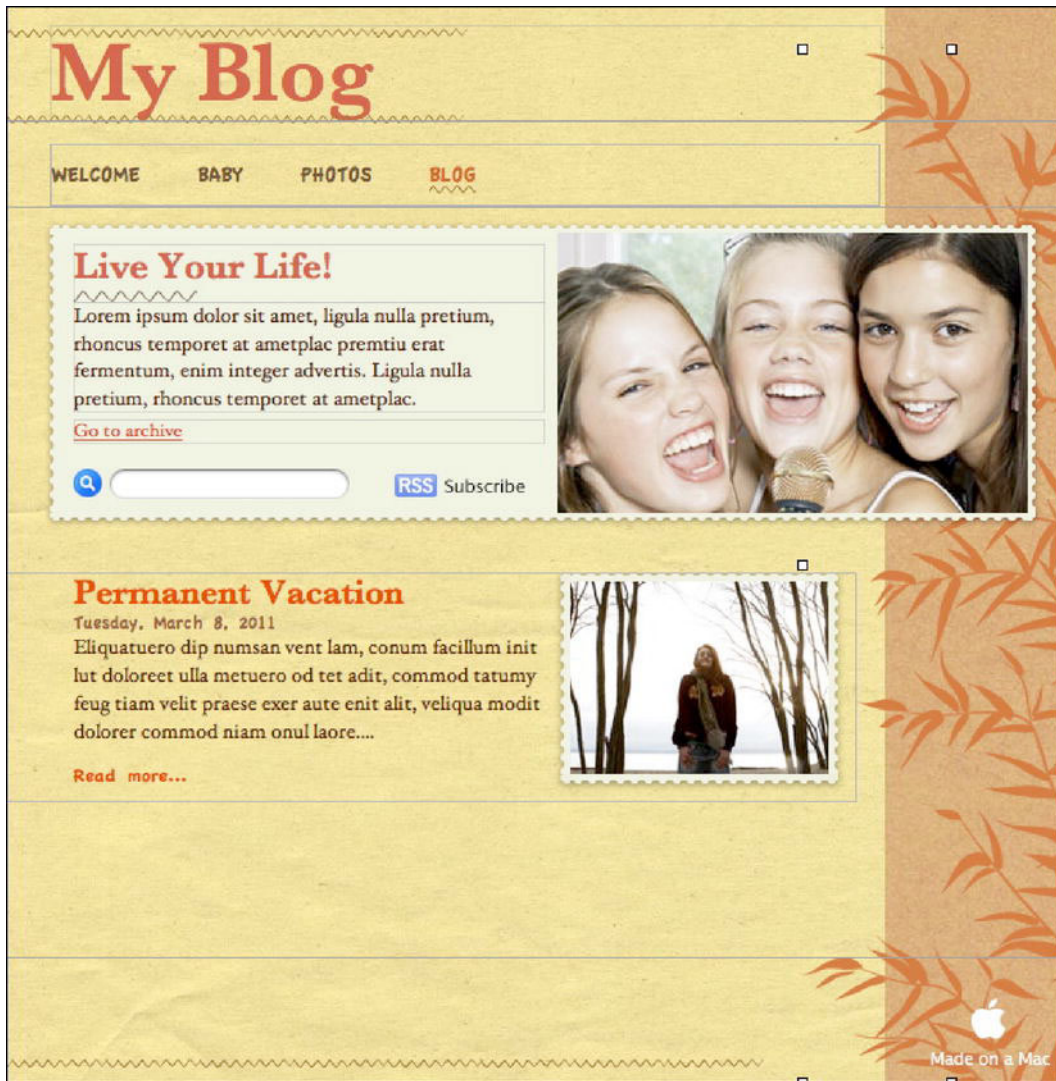 My Blog
WELCOME BABY PHOTOS BLOG
Live Your Life!
Lorem ipsum dolor sit amet, ligula nulla pretium,
rhoncus temporet at ametplac premtiu erat
fermentum, enim integer advertis. Ligula nulla
pretium, rhoncus temporet at ametplac.
Go to archive
RSS Subscribe
Permanent Vacation
Tuesday, March 8, 2011
Eliquatuero dip numsan vent lam, conum facillum init
lut doloreet ulla metuero od tet adit, commod tatumy
feug tiam velit praese exer aute enit alit, veliqua modit
dolorer commod niam onul laore....
Read more...
Made on a Mac